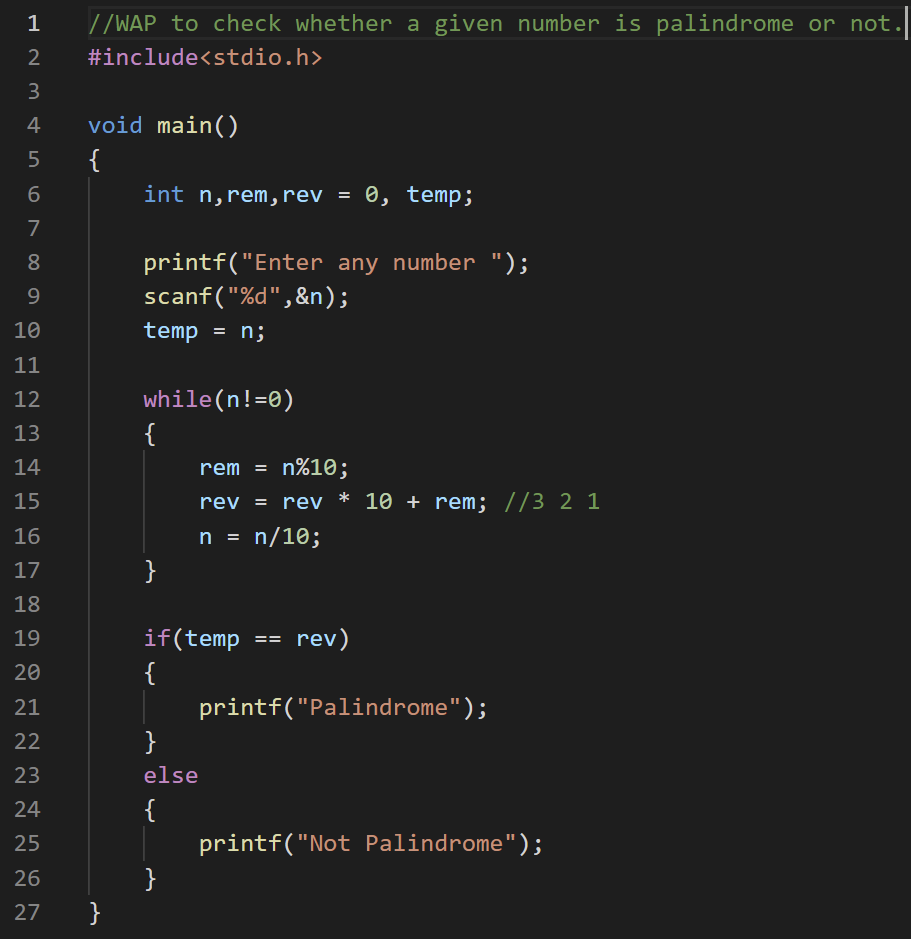 1 //WAP to check whether a given number is palindrome or not.
2 #include<stdio.h>
3
4 void main()
5 {
6     int n,rem,rev = 0, temp;
7
8     printf("Enter any number ");
9     scanf("%d",&n);
10     temp = n;
11
12     while(n!=0)
13     {
14         rem = n%10;
15         rev = rev * 10 + rem; //3 2 1
16         n = n/10;
17     }
18
19     if(temp == rev)
20     {
21         printf("Palindrome");
22     }
23     else
24     {
25         printf("Not Palindrome");
26     }
27 }